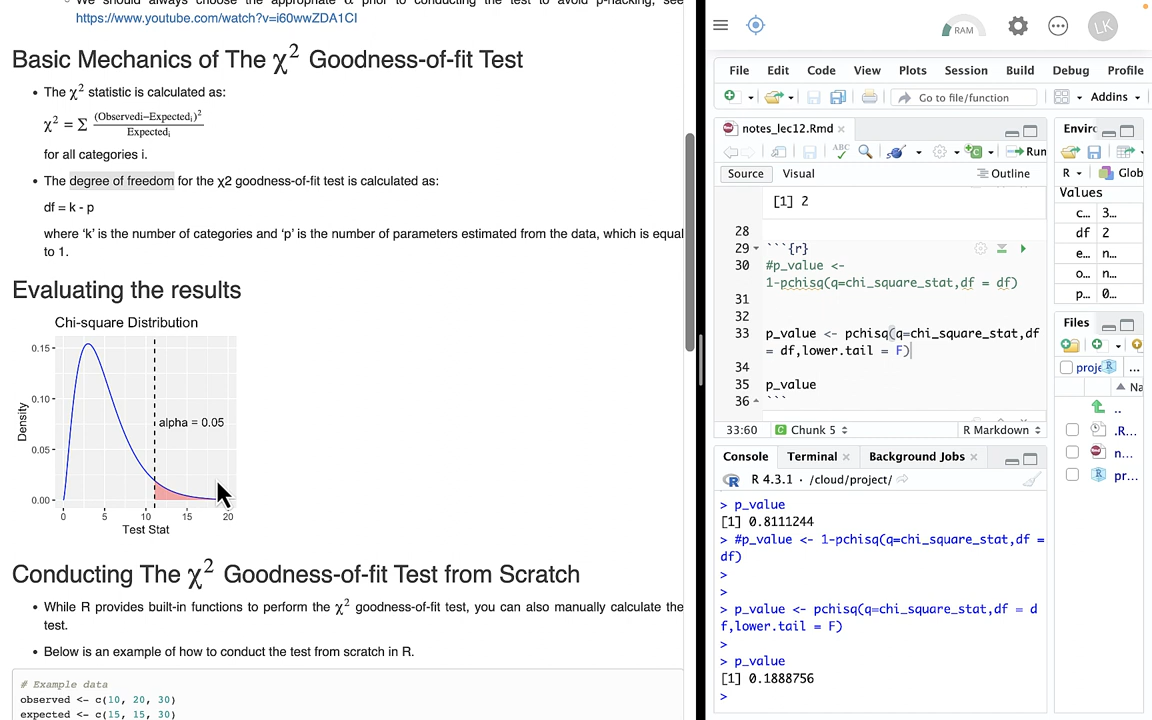 We should always choose the appropriate α prior to conducting the test to avoid p-hacking, see
https://www.youtube.com/watch?v=i60wwZDA1CI
Basic Mechanics of The χ² Goodness-of-fit Test
• The χ² statistic is calculated as:
χ² = Σ (Observedi−Expectedᵢ)² / Expectedᵢ
for all categories i.
• The degree of freedom for the χ2 goodness-of-fit test is calculated as:
df = k - p
where ‘k’ is the number of categories and ‘p’ is the number of parameters estimated from the data, which is equal
to 1.
Evaluating the results
Chi-square Distribution
0.15
0.10
0.05
0.00
Density
alpha = 0.05
0 5 10 15 20
Test Stat
Conducting The χ² Goodness-of-fit Test from Scratch
• While R provides built-in functions to perform the χ² goodness-of-fit test, you can also manually calculate the
test.
• Below is an example of how to conduct the test from scratch in R.
# Example data
observed <- c(10, 20, 30)
expected <- c(15, 15, 30)
RAM
LK
File Edit Code View Plots Session Build Debug Profile
Go to file/function
Addins
notes_lec12.Rmd
ABC
Run
Source Visual
Outline
[1] 2
28
29 ```{r}
30 #p_value <-
1-pchisq(q=chi_square_stat,df = df)
31
32
33 p_value <- pchisq(q=chi_square_stat,df
= df,lower.tail = F)
34
35 p_value
36 ```
33:60 Chunk 5 R Markdown
Console Terminal Background Jobs
R 4.3.1 · /cloud/project/
> p_value
[1] 0.8111244
> #p_value <- 1-pchisq(q=chi_square_stat,df =
df)
>
>
> p_value <- pchisq(q=chi_square_stat,df = d
f,lower.tail = F)
>
> p_value
[1] 0.1888756
>
Envir
R Glob
Values
c… 3…
df 2
e… n…
o… n…
p… 0…
Files
proje
…
Na
..
.R…
n…
pr…